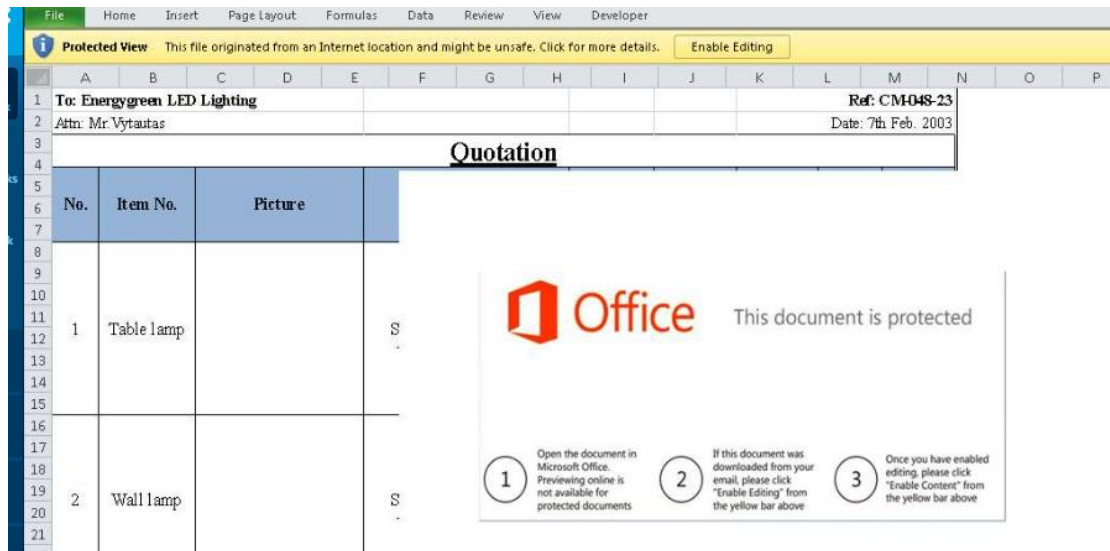 File Home Insert Page Layout Formulas Data Review View Developer
Protected View This file originated from an Internet location and might be unsafe. Click for more details. Enable Editing
A B C D E F G H I J K L M N O P
1 To: Energygreen LED Lighting Ref: CM-048-23
2 Attn: Mr. Vytautas Date: 7th Feb. 2003
3
Quotation
4
5
6 No. Item No. Picture
7
8
9
10
Office This document is protected
11
1 Table lamp S
12
13
14
15
16
17
18
19
2 Wall lamp S
20
21
1
Open the document in
Microsoft Office.
Previewing online is
not available for
protected documents
2
If this document was
downloaded from your
email, please click
"Enable Editing" from
the yellow bar above
3
Once you have enabled
editing, please click
"Enable Content" from
the yellow bar above